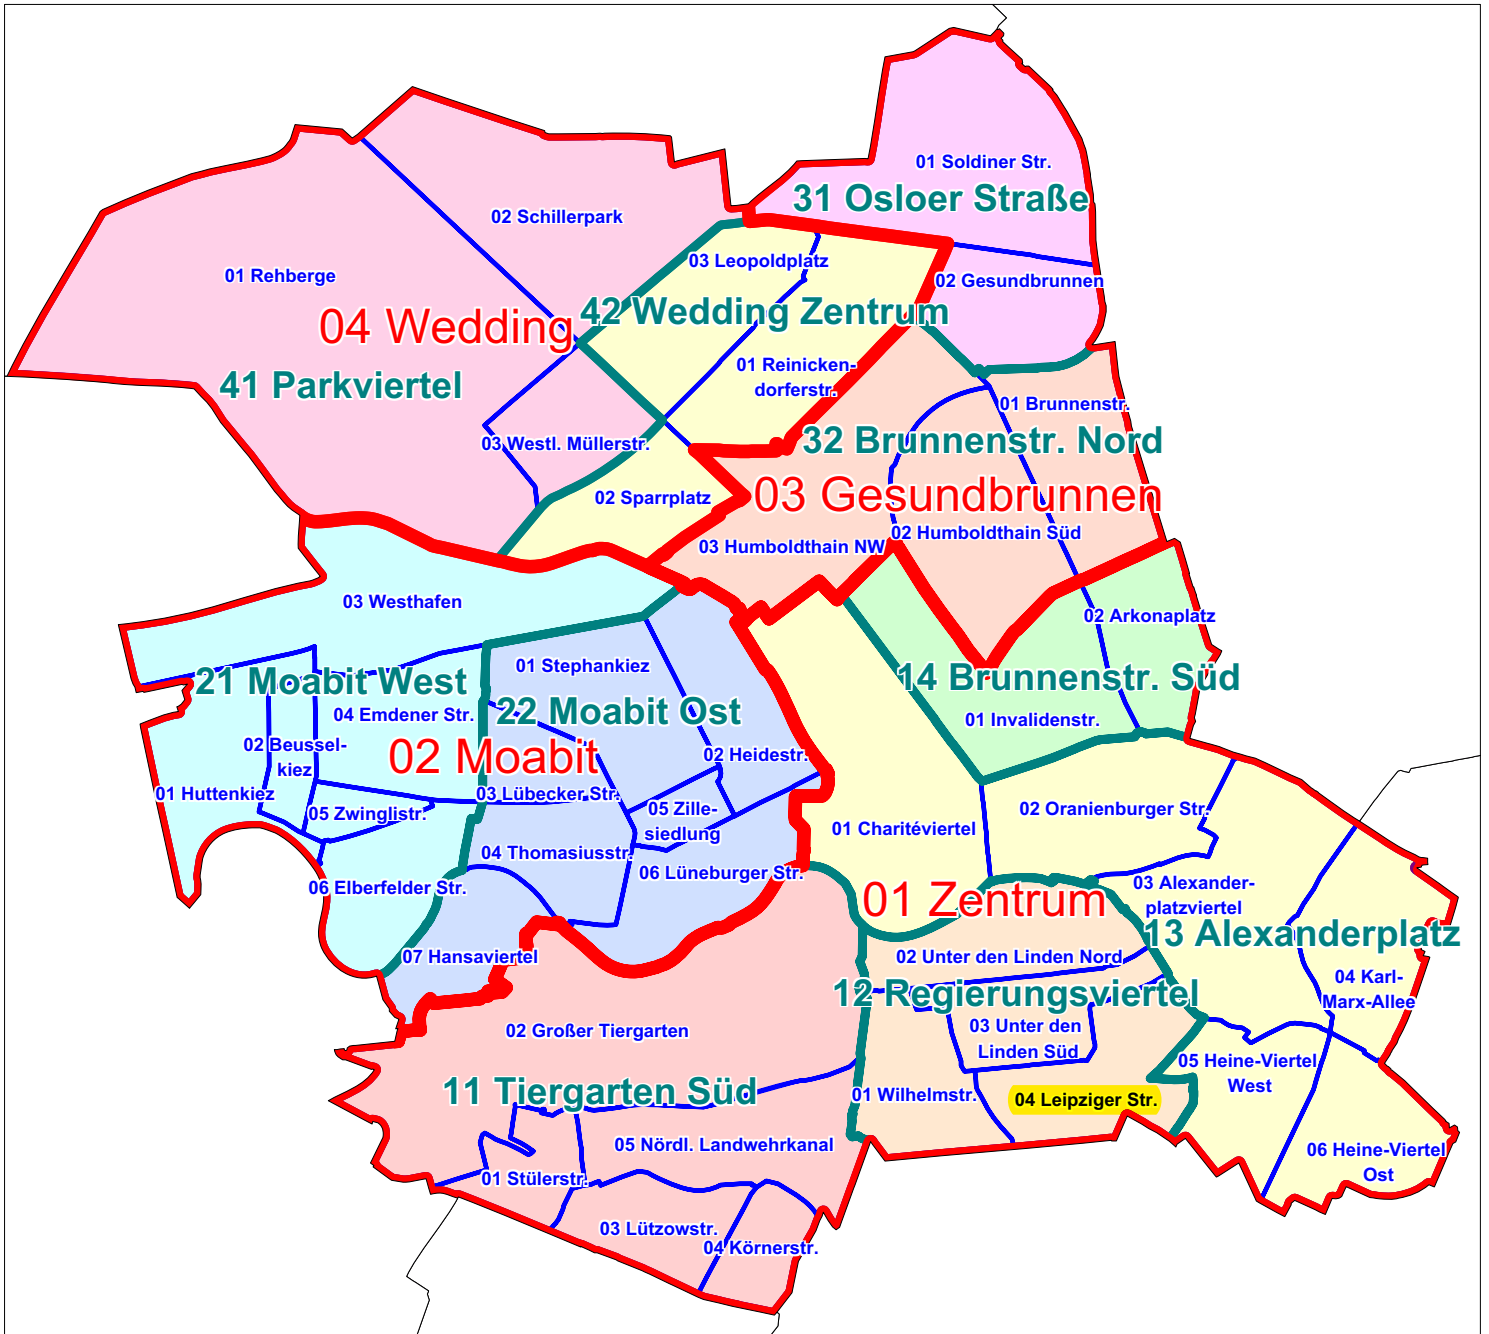 01 Soldiner Str.
31 Osloer Straße
02 Schillerpark
03 Leopoldplatz
01 Rehberge
02 Gesundbrunnen
04 Wedding
42 Wedding Zentrum
01 Reinicken-
dorferstr.
41 Parkviertel
01 Brunnenstr.
03 Westl. Müllerstr.
32 Brunnenstr. Nord
02 Sparrplatz
03 Gesundbrunnen
02 Humboldthain Süd
03 Humboldthain NW
03 Westhafen
02 Arkonaplatz
01 Stephankiez
21 Moabit West
14 Brunnenstr. Süd
04 Emdener Str.
22 Moabit Ost
01 Invalidenstr.
02 Beussel-
kiez
02 Moabit
02 Heidestr.
01 Huttenkiez
03 Lübecker Str.
05 Zwinglistr.
05 Zille-
siedlung
02 Oranienburger Str.
01 Charitéviertel
04 Thomasiusstr.
06 Lüneburger Str.
06 Elberfelder Str.
01 Zentrum
03 Alexander-
platzviertel
13 Alexanderplatz
07 Hansaviertel
02 Unter den Linden Nord
12 Regierungsviertel
04 Karl-
Marx-Allee
02 Großer Tiergarten
03 Unter den
Linden Süd
05 Heine-Viertel
West
11 Tiergarten Süd
01 Wilhelmstr.
04 Leipziger Str.
05 Nördl. Landwehrkanal
06 Heine-Viertel
Ost
01 Stülerstr.
03 Lützowstr.
04 Körnerstr.